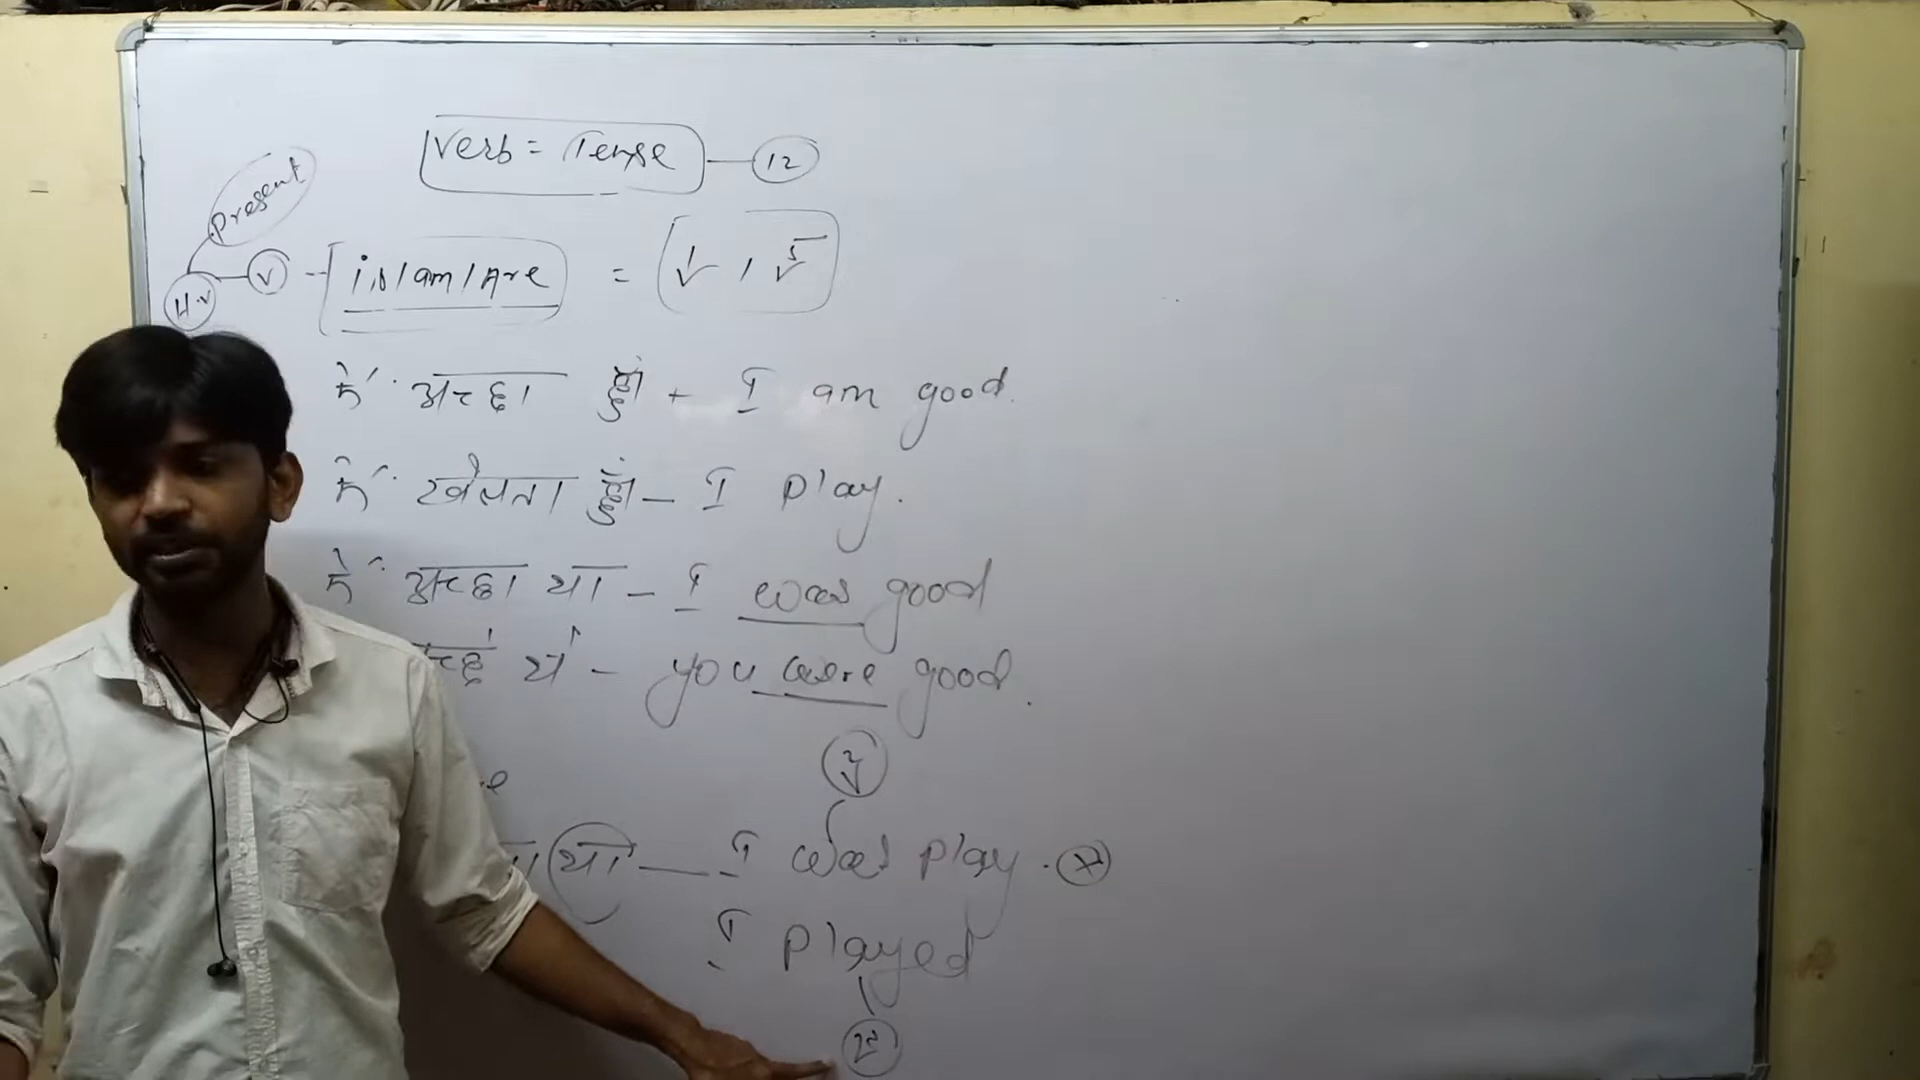 Verb = Tense — 12
Present
H.V — V — is/am/Are = V1, V5
में अच्छा हूँ - I am good.
में खेलता हूँ - I play.
में अच्छा था - I was good
थे - you were good.
V
था — I was play. ×
I played